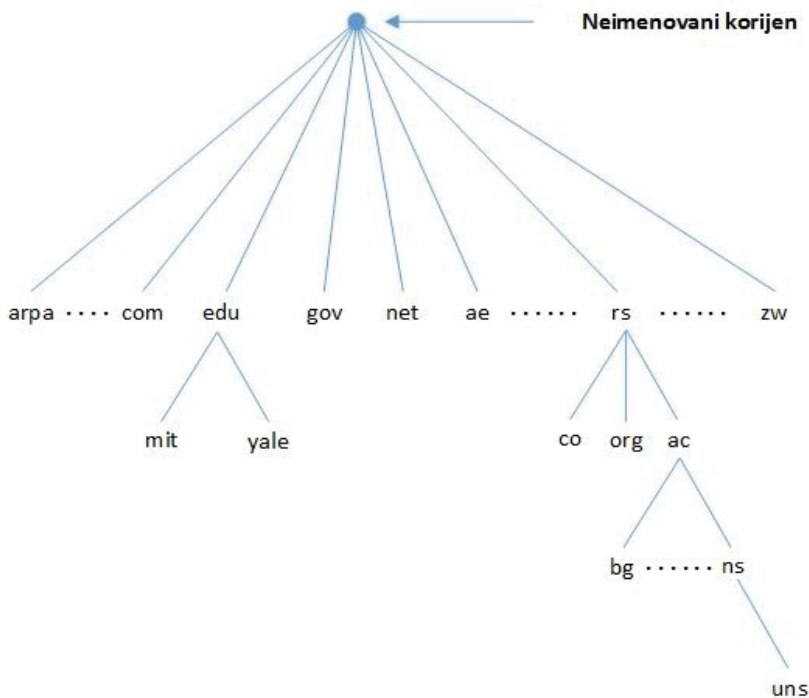 Neimenovani korijen
arpa ···· com edu gov net ae ······ rs ······ zw
mit yale co org ac
bg ······ ns
uns